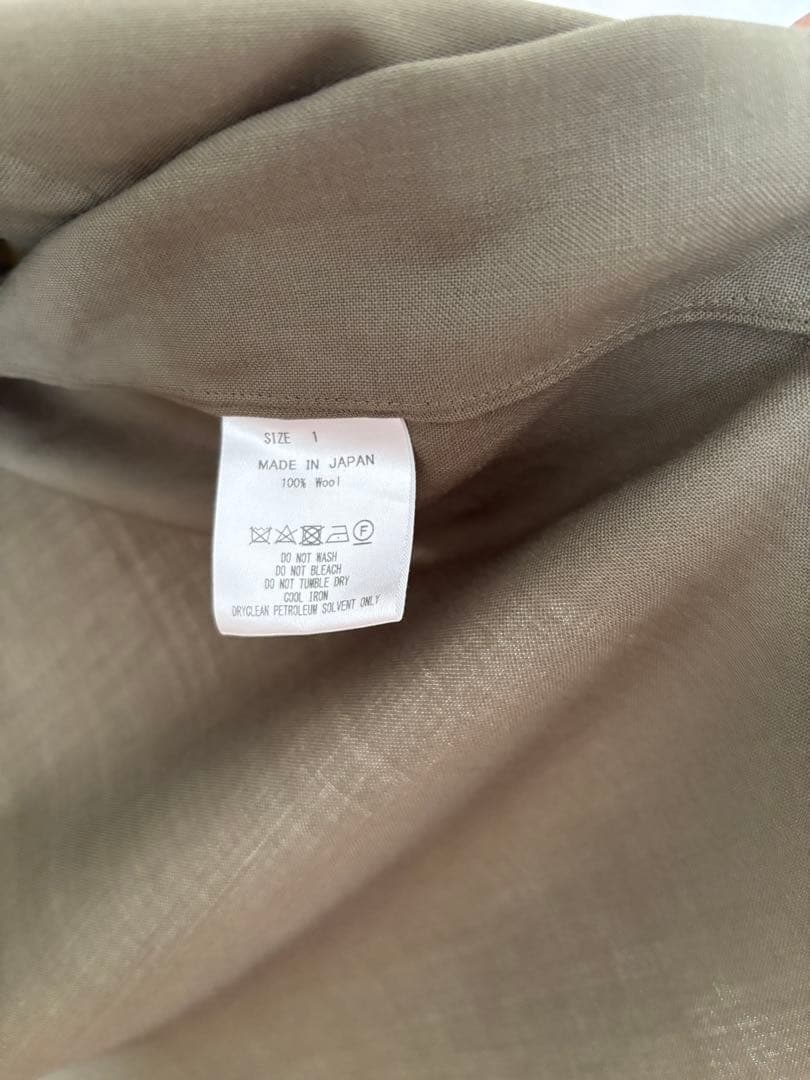 SIZE 1
MADE IN JAPAN
100% Wool
F
DO NOT WASH
DO NOT BLEACH
DO NOT TUMBLE DRY
COOL IRON
DRYCLEAN PETROLEUM SOLVENT ONLY